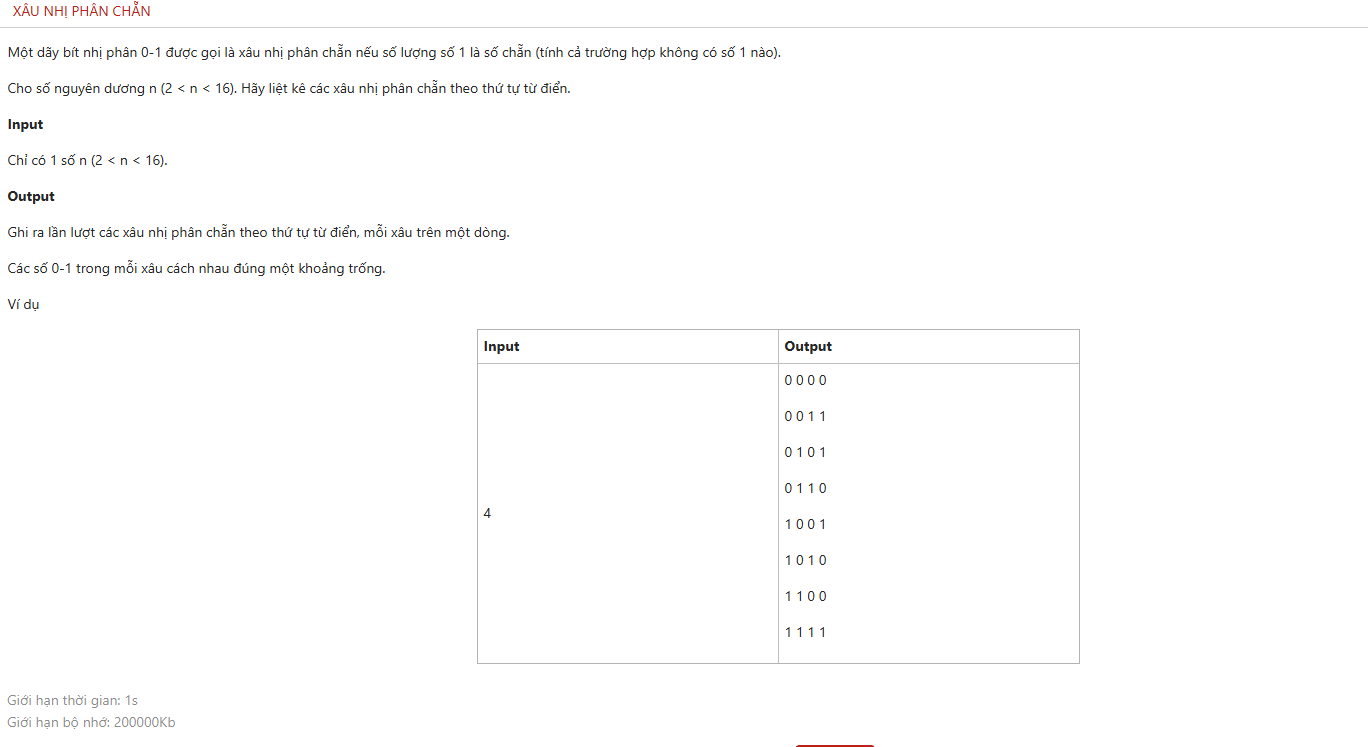 XÂU NHỊ PHÂN CHẴN
Một dãy bít nhị phân 0-1 được gọi là xâu nhị phân chẵn nếu số lượng số 1 là số chẵn (tính cả trường hợp không có số 1 nào).
Cho số nguyên dương n (2 < n < 16). Hãy liệt kê các xâu nhị phân chẵn theo thứ tự từ điển.
Input
Chỉ có 1 số n (2 < n < 16).
Output
Ghi ra lần lượt các xâu nhị phân chẵn theo thứ tự từ điển, mỗi xâu trên một dòng.
Các số 0-1 trong mỗi xâu cách nhau đúng một khoảng trống.
Ví dụ
Input Output
4
0 0 0 0
0 0 1 1
0 1 0 1
0 1 1 0
1 0 0 1
1 0 1 0
1 1 0 0
1 1 1 1
Giới hạn thời gian: 1s
Giới hạn bộ nhớ: 200000Kb